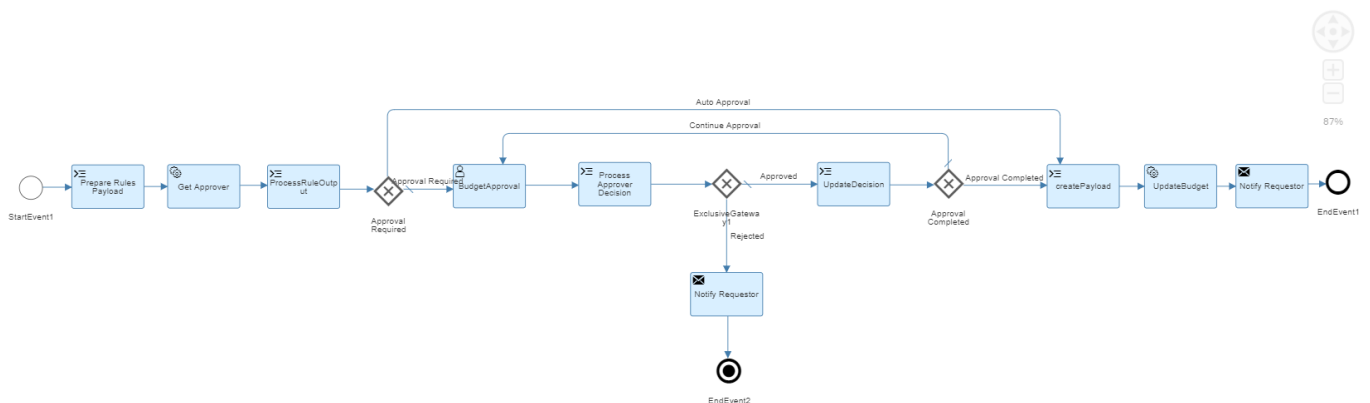 Auto Approval
Continue Approval
87%
StartEvent1
Prepare Rules
Payload
Get Approver
ProcessRuleOutp
ut
Approval Required
Approval
Required
BudgetApproval
Process
Approver
Decision
ExclusiveGatewa
y1
Approved
Rejected
UpdateDecision
Approval
Completed
Approval Completed
createPayload
UpdateBudget
Notify Requestor
EndEvent1
Notify Requestor
EndEvent2